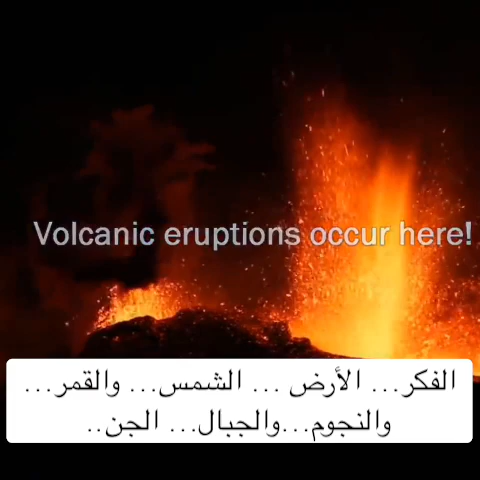 Volcanic eruptions occur here!
الفكر... الأرض ... الشمس... والقمر...
والنجوم...والجبال... الجن..